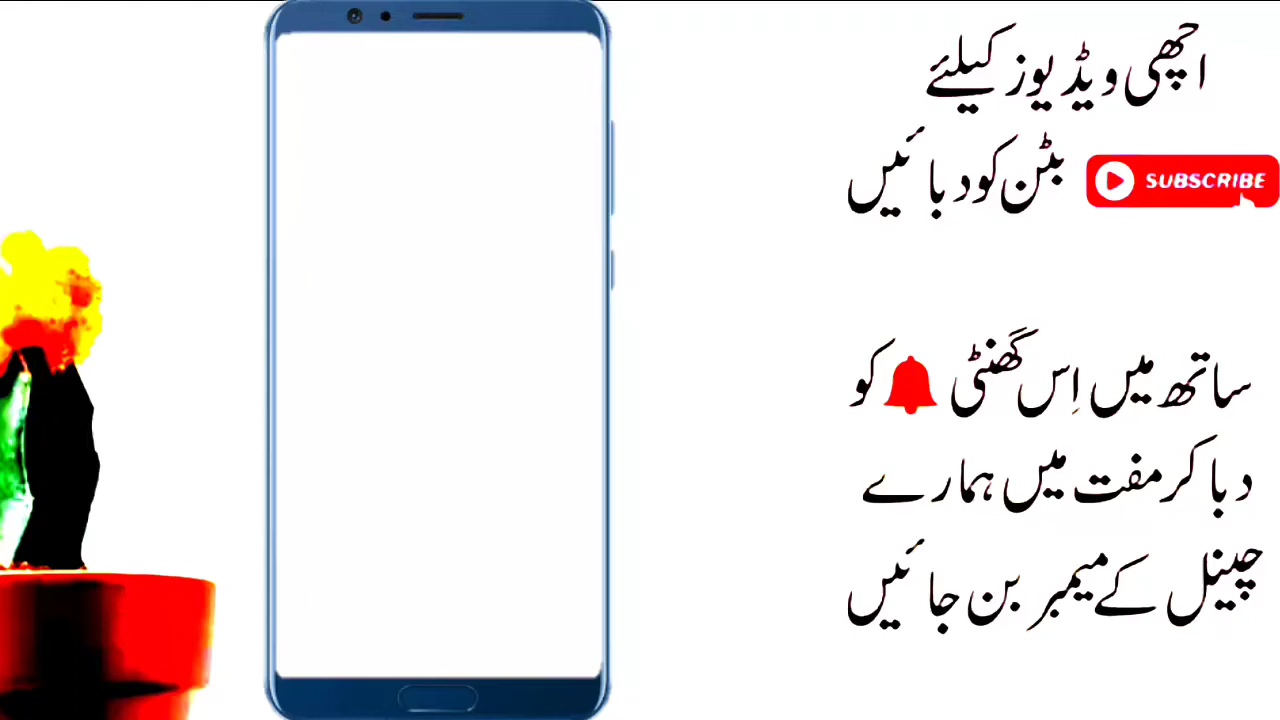 اچھی ویڈیوز کیلئے
SUBSCRIBE بٹن کو دبائیں
ساتھ میں اِس گھنٹی کو
دبا کر مفت میں ہمارے
چینل کے میمبر بن جائیں